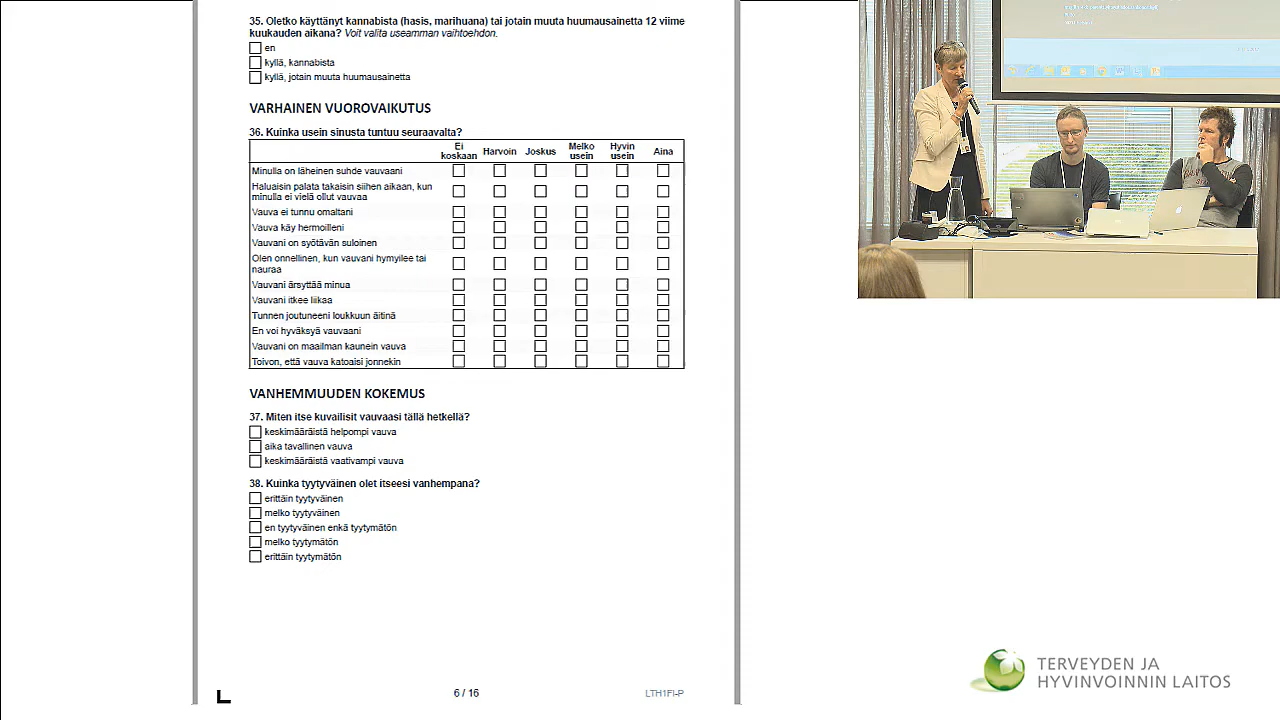 35. Oletko käyttänyt kannabista (hasis, marihuana) tai jotain muuta huumausainetta 12 viime
kuukauden aikana? Voit valita useamman vaihtoehdon.
en
kyllä, kannabista
kyllä, jotain muuta huumausainetta
VARHAINEN VUOROVAIKUTUS
36. Kuinka usein sinusta tuntuu seuraavalta?
Ei koskaan Harvoin Joskus Melko usein Hyvin usein Aina
Minulla on läheinen suhde vauvaani
Haluaisin palata takaisin siihen aikaan, kun
minulla ei vielä ollut vauvaa
Vauva ei tunnu omaltani
Vauva käy hermoilleni
Vauvani on syötävän suloinen
Olen onnellinen, kun vauvani hymyilee tai
nauraa
Vauvani ärsyttää minua
Vauvani itkee liikaa
Tunnen joutuneeni loukkuun äitinä
En voi hyväksyä vauvaani
Vauvani on maailman kaunein vauva
Toivon, että vauva katoaisi jonnekin
VANHEMMUUDEN KOKEMUS
37. Miten itse kuvailisit vauvaasi tällä hetkellä?
keskimääräistä helpompi vauva
aika tavallinen vauva
keskimääräistä vaativampi vauva
38. Kuinka tyytyväinen olet itseesi vanhempana?
erittäin tyytyväinen
melko tyytyväinen
en tyytyväinen enkä tyytymätön
melko tyytymätön
erittäin tyytymätön
6 / 16
LTH1FI-P
TERVEYDEN JA
HYVINVOINNIN LAITOS